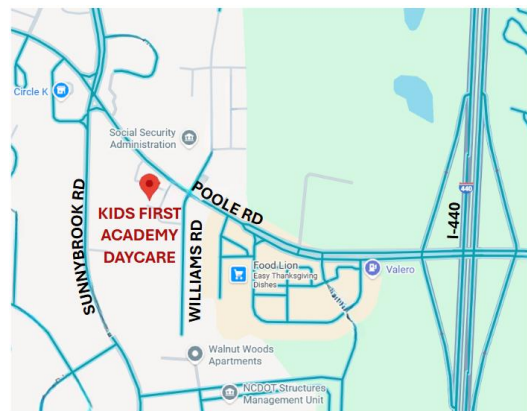 Circle K
Social Security
Administration
KIDS FIRST
ACADEMY
DAYCARE
SUNNYBROOK RD
WILLIAMS RD
POOLE RD
I-440
440
Food Lion
Easy Thanksgiving
Dishes
Valero
Walnut Woods
Apartments
NCDOT Structures
Management Unit